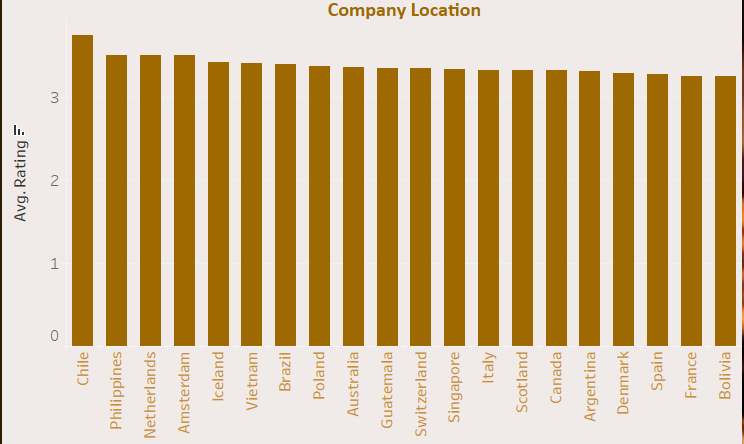 Company Location
Avg. Rating
3
2
1
0
Chile
Philippines
Netherlands
Amsterdam
Iceland
Vietnam
Brazil
Poland
Australia
Guatemala
Switzerland
Singapore
Italy
Scotland
Canada
Argentina
Denmark
Spain
France
Bolivia